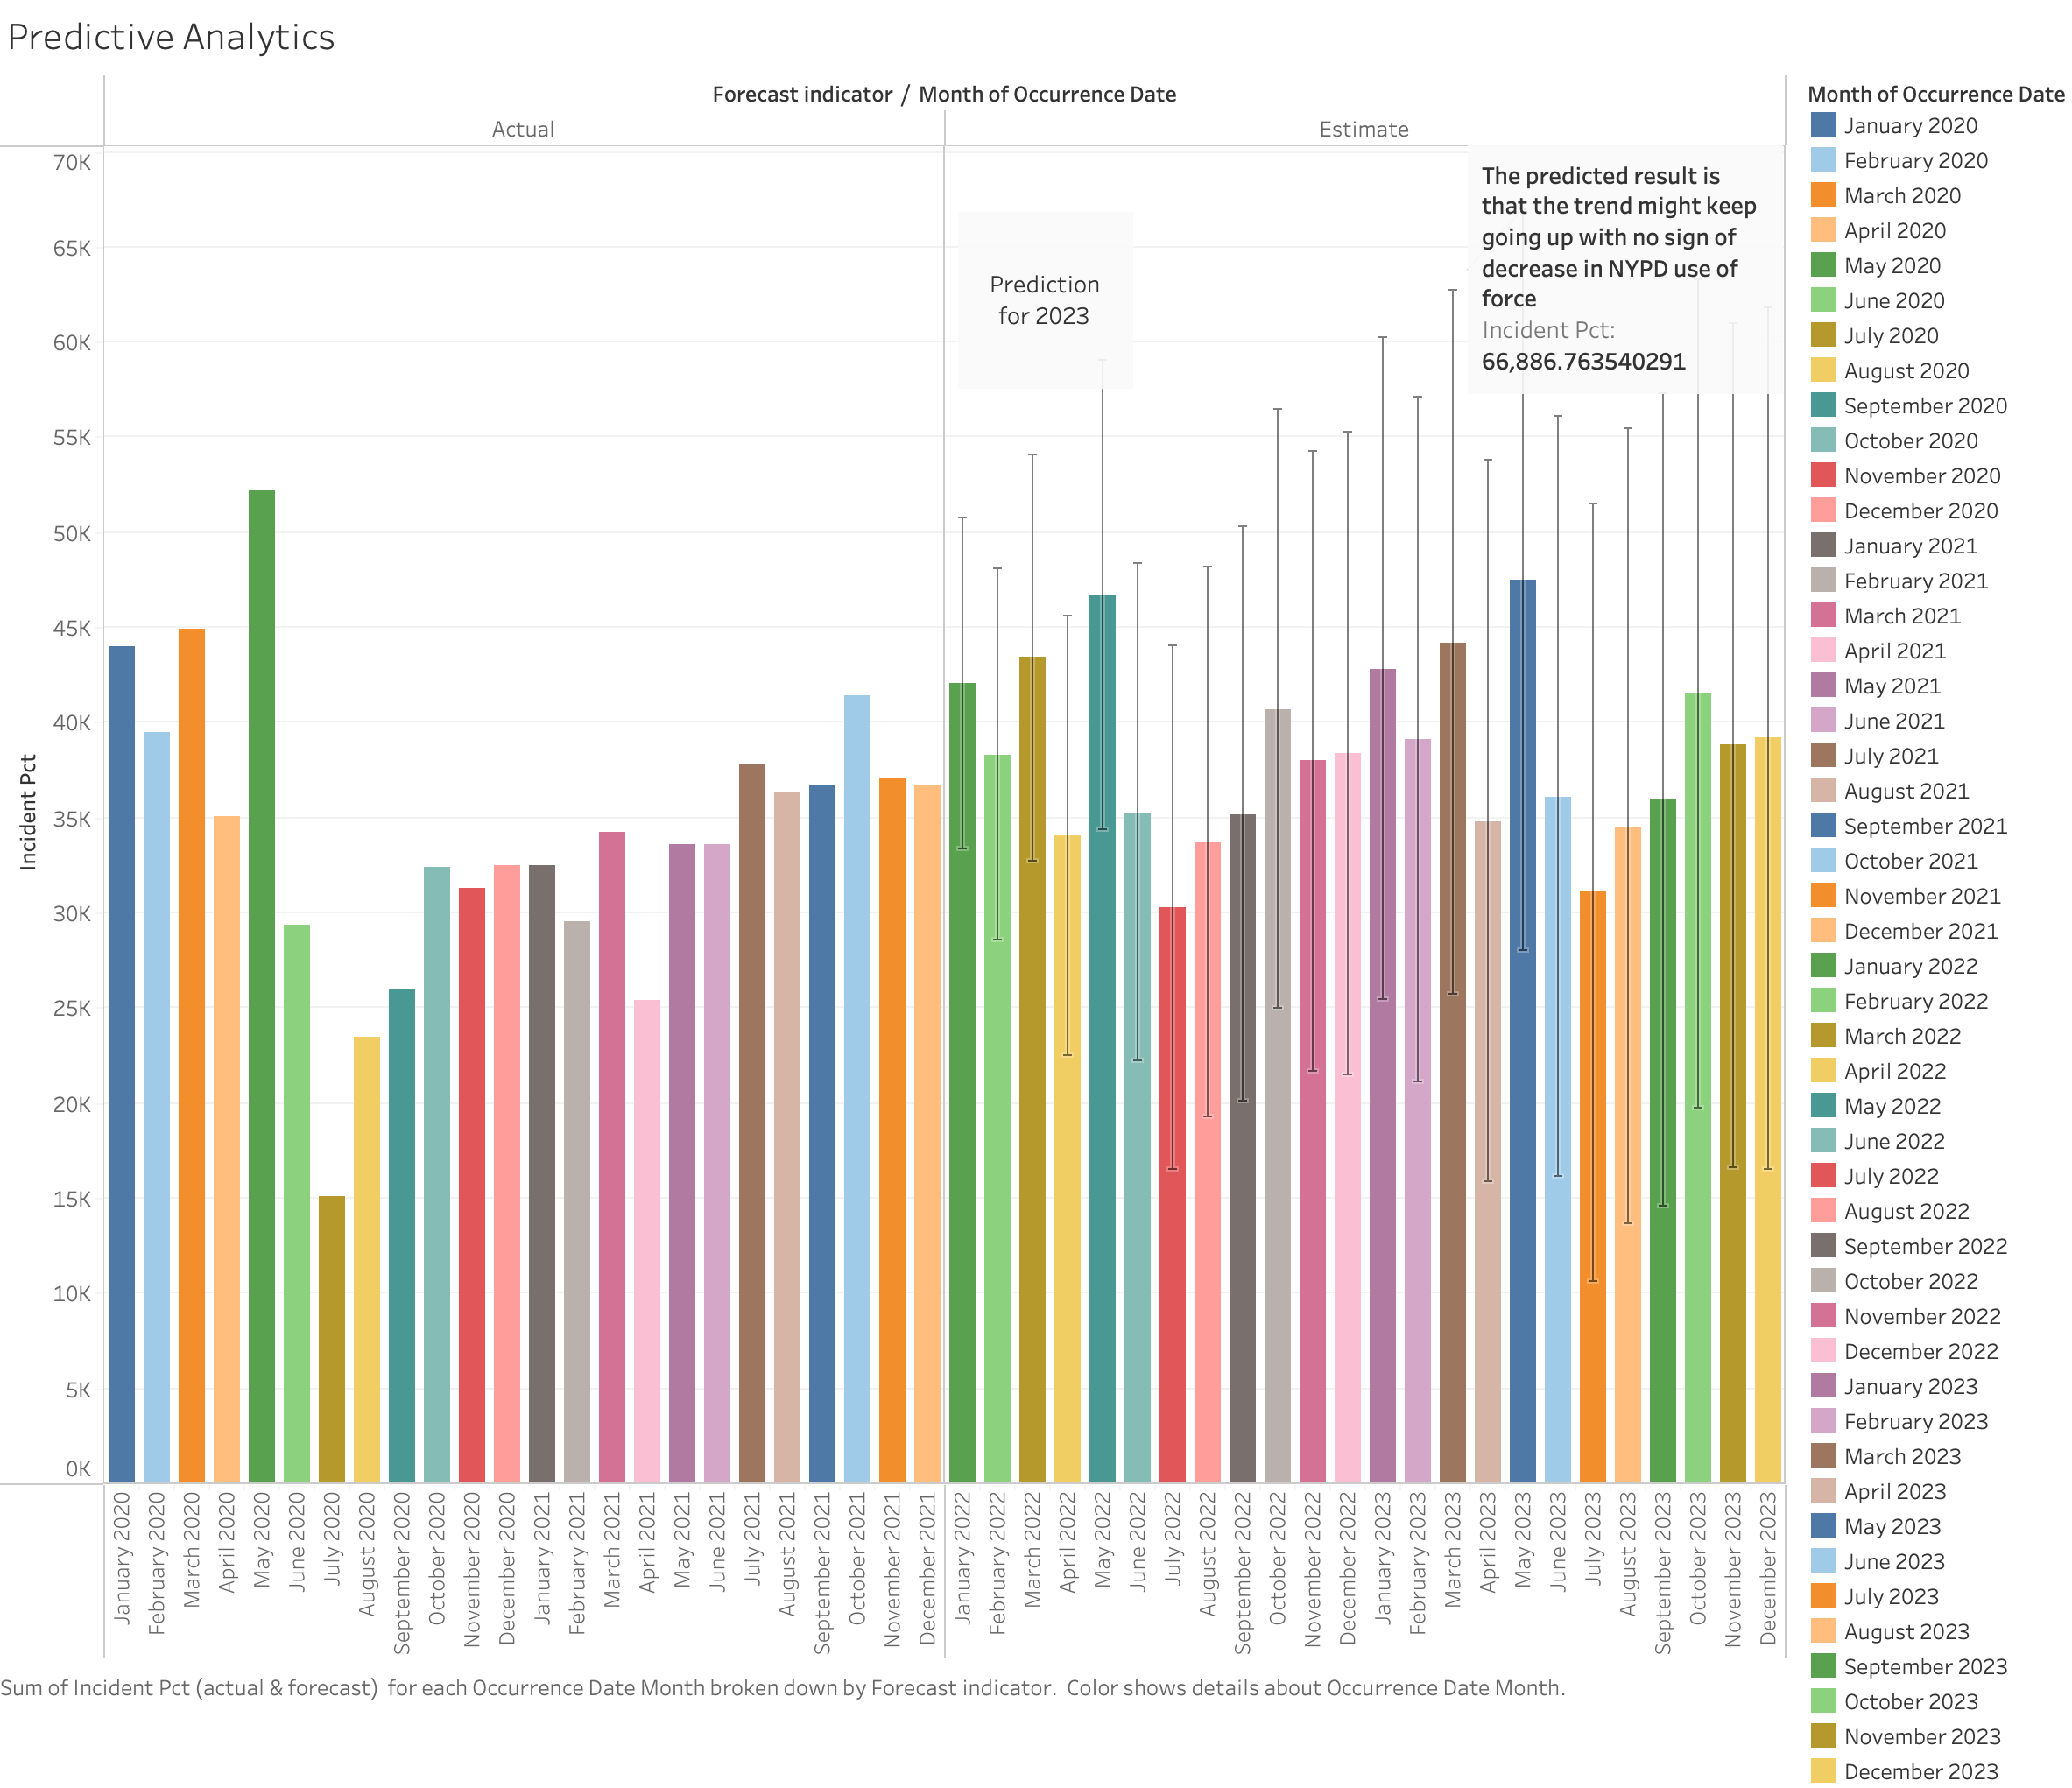 Predictive Analytics
Forecast indicator / Month of Occurrence Date
Actual
Estimate
70K
65K
60K
55K
50K
45K
40K
35K
30K
25K
20K
15K
10K
5K
0K
Incident Pct
Prediction
for 2023
The predicted result is
that the trend might keep
going up with no sign of
decrease in NYPD use of
force
Incident Pct:
66,886.763540291
January 2020
February 2020
March 2020
April 2020
May 2020
June 2020
July 2020
August 2020
September 2020
October 2020
November 2020
December 2020
January 2021
February 2021
March 2021
April 2021
May 2021
June 2021
July 2021
August 2021
September 2021
October 2021
November 2021
December 2021
January 2022
February 2022
March 2022
April 2022
May 2022
June 2022
July 2022
August 2022
September 2022
October 2022
November 2022
December 2022
January 2023
February 2023
March 2023
April 2023
May 2023
June 2023
July 2023
August 2023
September 2023
October 2023
November 2023
December 2023
Sum of Incident Pct (actual & forecast) for each Occurrence Date Month broken down by Forecast indicator. Color shows details about Occurrence Date Month.
Month of Occurrence Date
January 2020
February 2020
March 2020
April 2020
May 2020
June 2020
July 2020
August 2020
September 2020
October 2020
November 2020
December 2020
January 2021
February 2021
March 2021
April 2021
May 2021
June 2021
July 2021
August 2021
September 2021
October 2021
November 2021
December 2021
January 2022
February 2022
March 2022
April 2022
May 2022
June 2022
July 2022
August 2022
September 2022
October 2022
November 2022
December 2022
January 2023
February 2023
March 2023
April 2023
May 2023
June 2023
July 2023
August 2023
September 2023
October 2023
November 2023
December 2023